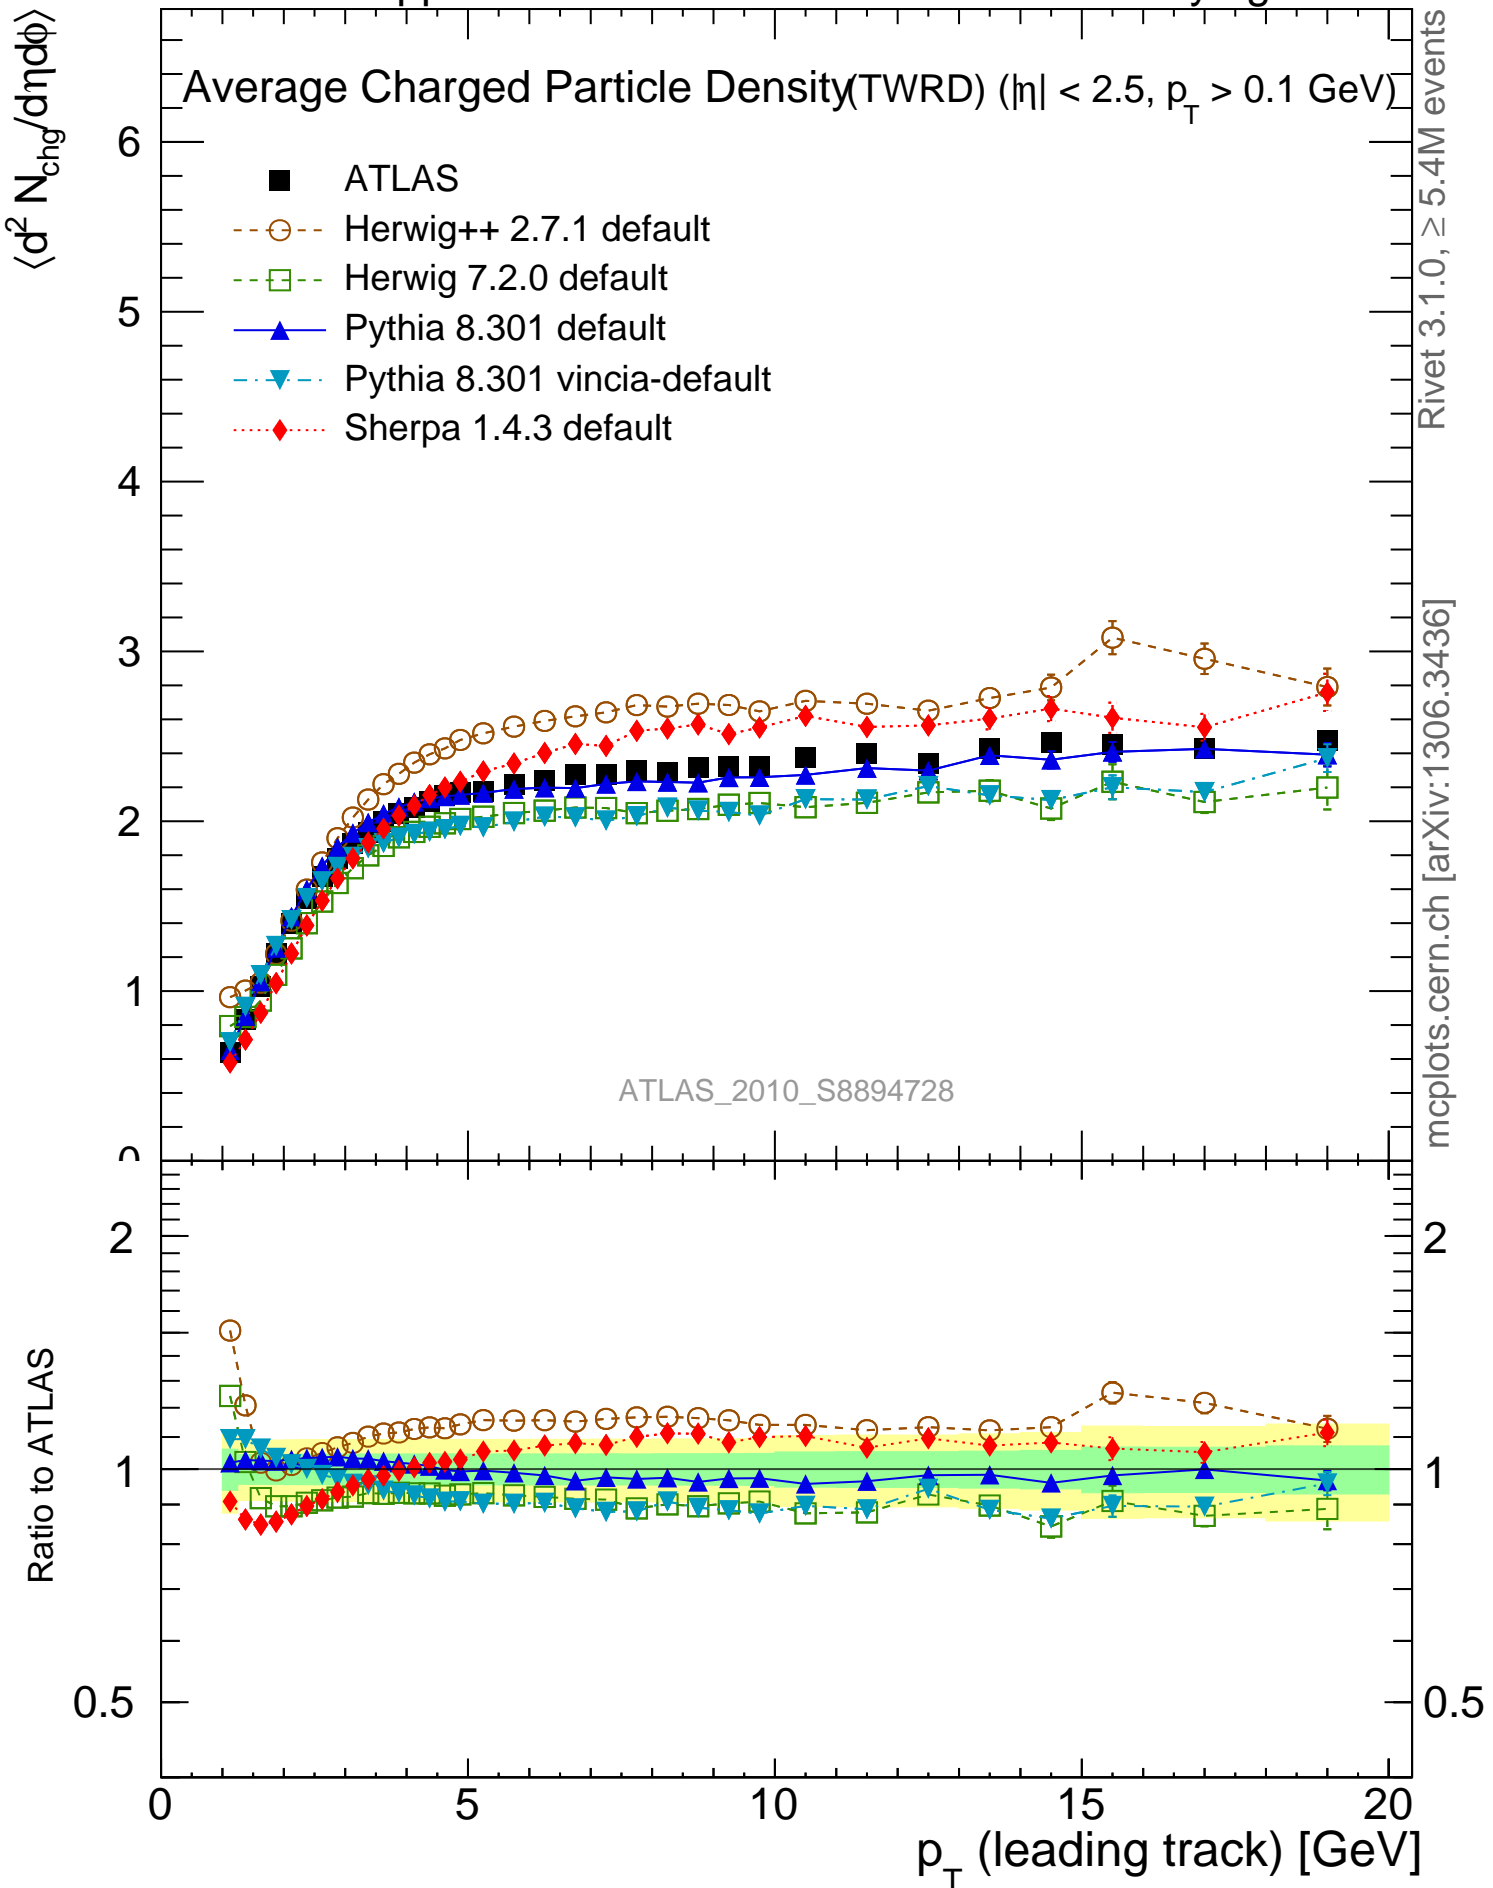 ⟨d² N_chg/dηdϕ⟩
Average Charged Particle Density (TWRD) (|η| < 2.5, p_T > 0.1 GeV)
ATLAS
Herwig++ 2.7.1 default
Herwig 7.2.0 default
Pythia 8.301 default
Pythia 8.301 vincia-default
Sherpa 1.4.3 default
6
5
4
3
2
1
0
ATLAS_2010_S8894728
Rivet 3.1.0, ≥ 5.4M events
mcplots.cern.ch [arXiv:1306.3436]
Ratio to ATLAS
2
1
0.5
2
1
0.5
0 5 10 15 20
p_T (leading track) [GeV]